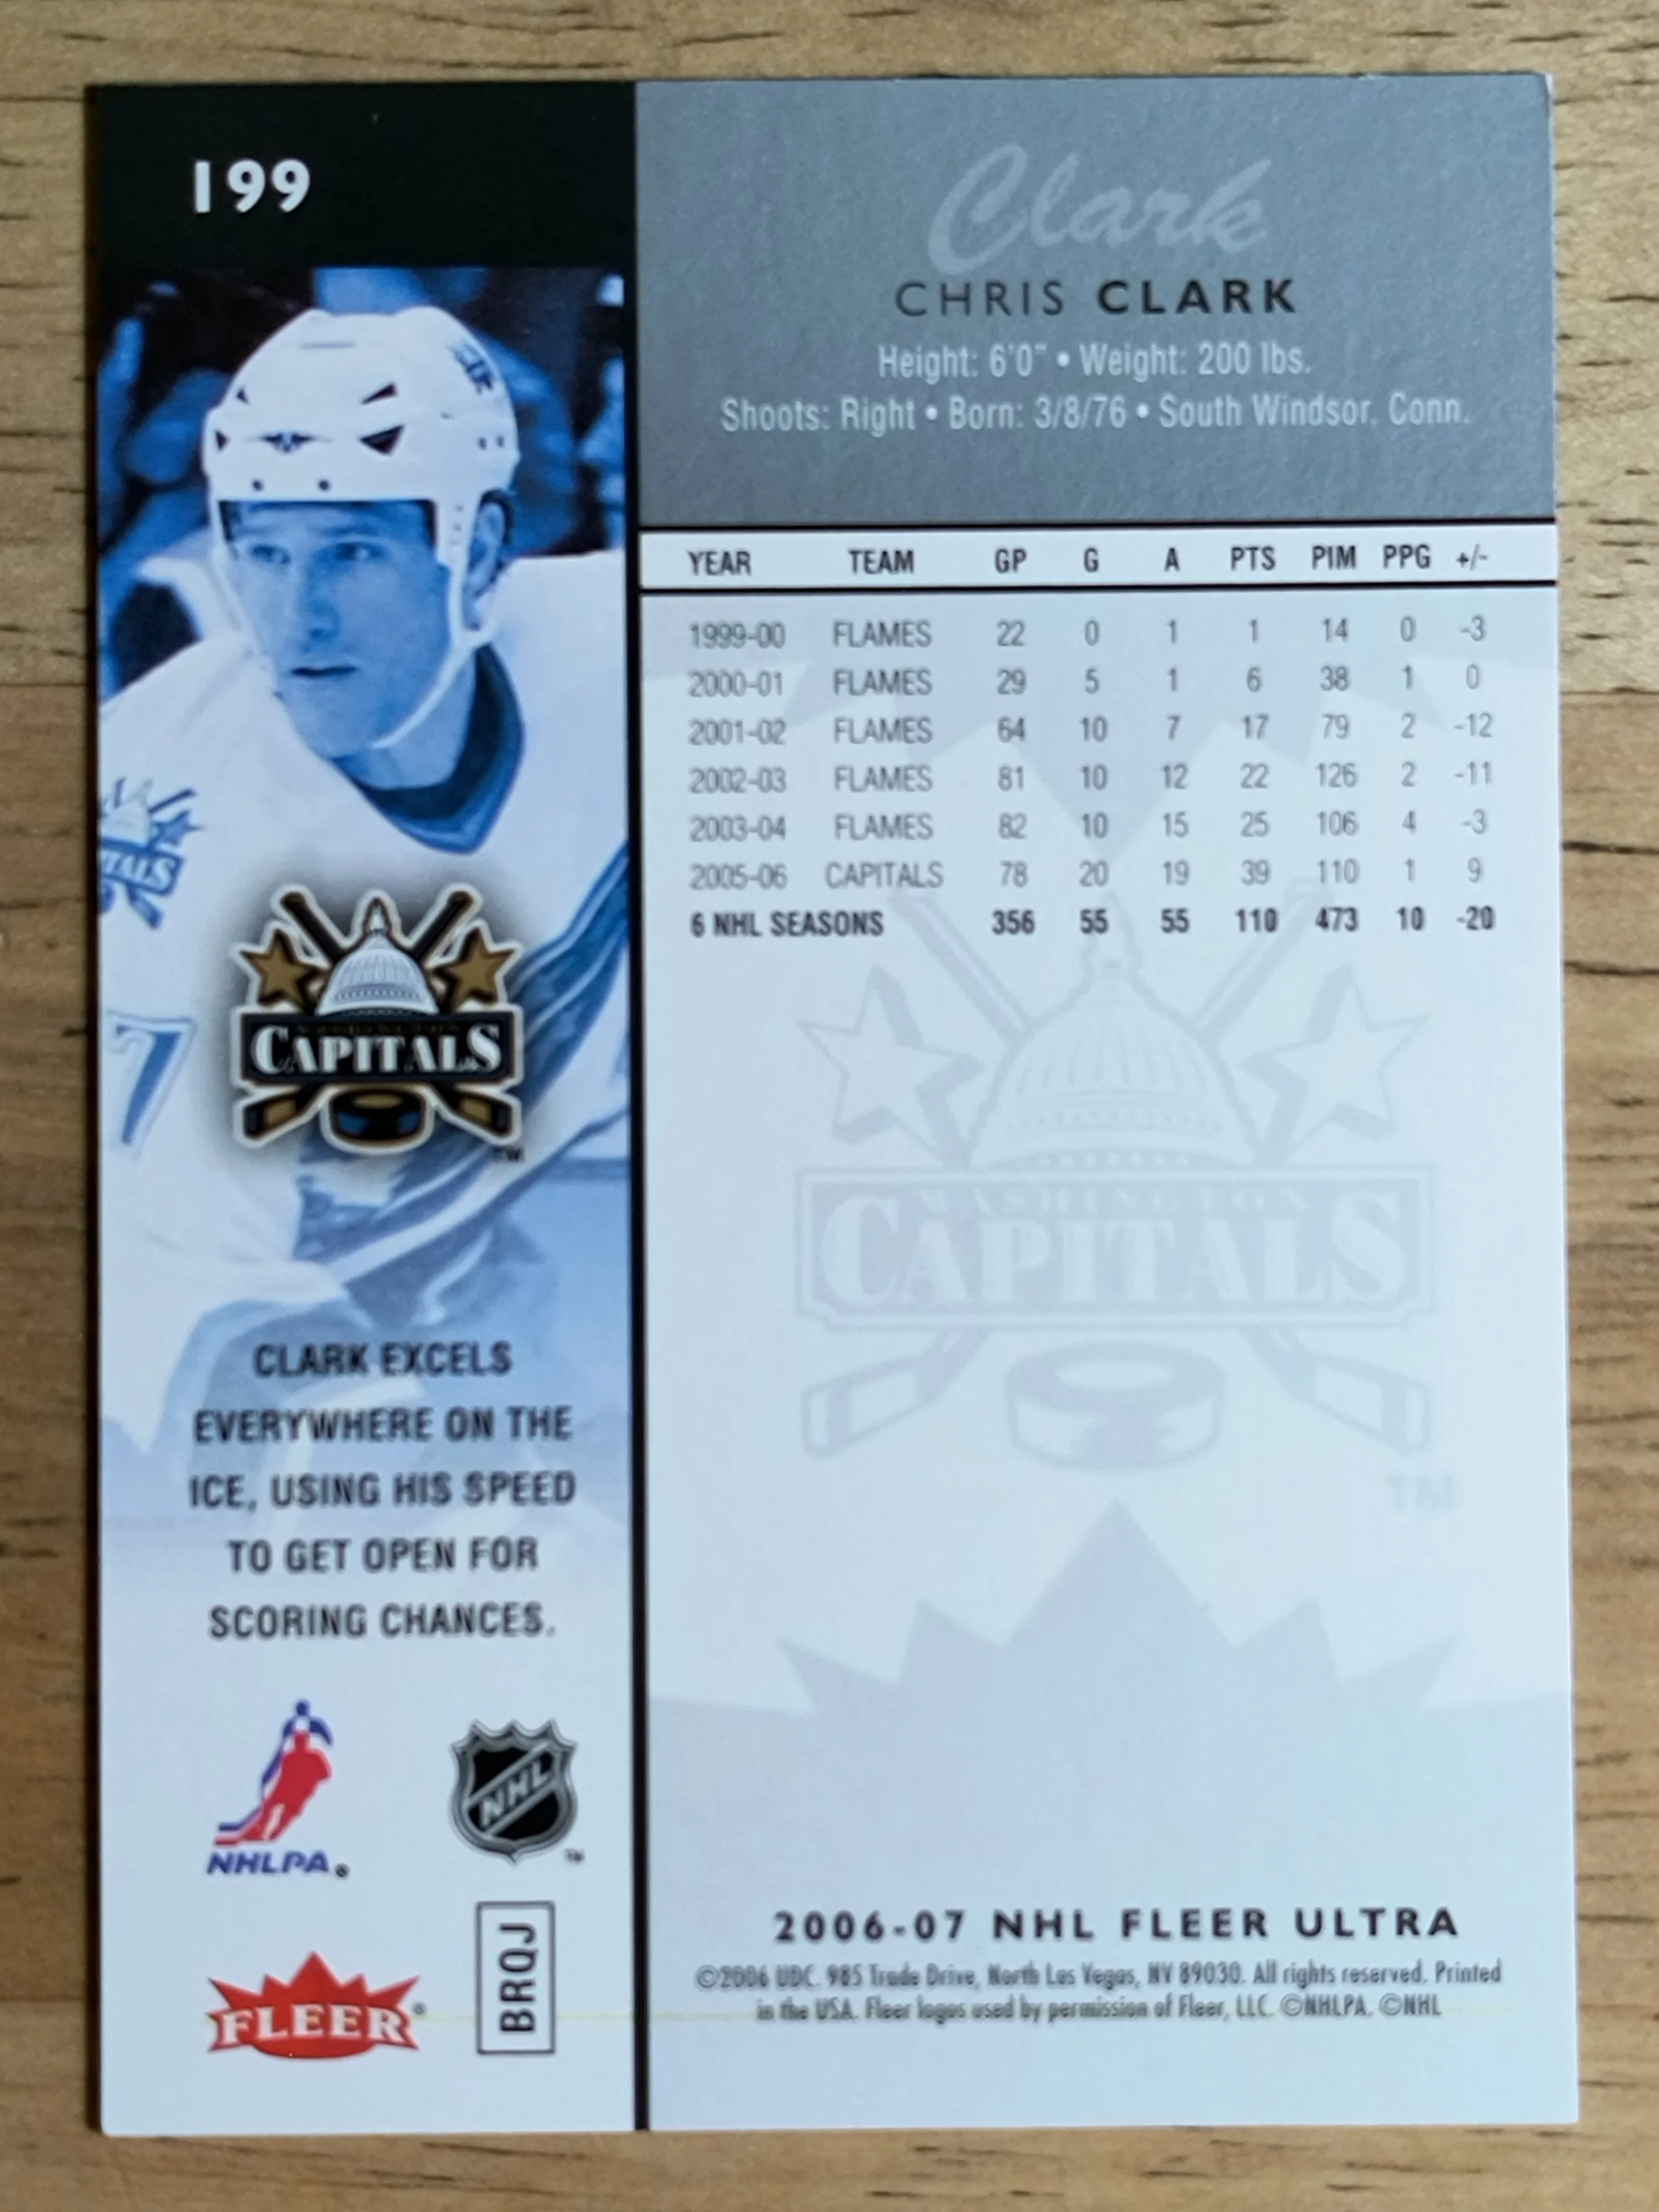 199
Clark
CHRIS CLARK
Height: 6'0" • Weight: 200 lbs.
Shoots: Right • Born: 3/8/76 • South Windsor, Conn.
YEAR TEAM GP G A PTS PIM PPG +/-
1999-00 FLAMES 22 0 1 1 14 0 -3
2000-01 FLAMES 29 5 1 6 38 1 0
2001-02 FLAMES 64 10 7 17 79 2 -12
2002-03 FLAMES 81 10 12 22 126 2 -11
2003-04 FLAMES 82 10 15 25 106 4 -3
2005-06 CAPITALS 78 20 19 39 110 1 9
6 NHL SEASONS 356 55 55 110 473 10 -20
7
WASHINGTON
CAPITALS
TM
WASHINGTON
CAPITALS
TM
CLARK EXCELS
EVERYWHERE ON THE
ICE, USING HIS SPEED
TO GET OPEN FOR
SCORING CHANCES.
NHLPA®
NHL
TM
FLEER®
BRQJ
2006-07 NHL FLEER ULTRA
©2006 UDC. 985 Trade Drive, North Las Vegas, NV 89030. All rights reserved. Printed
in the USA. Fleer logos used by permission of Fleer, LLC. ©NHLPA. ©NHL